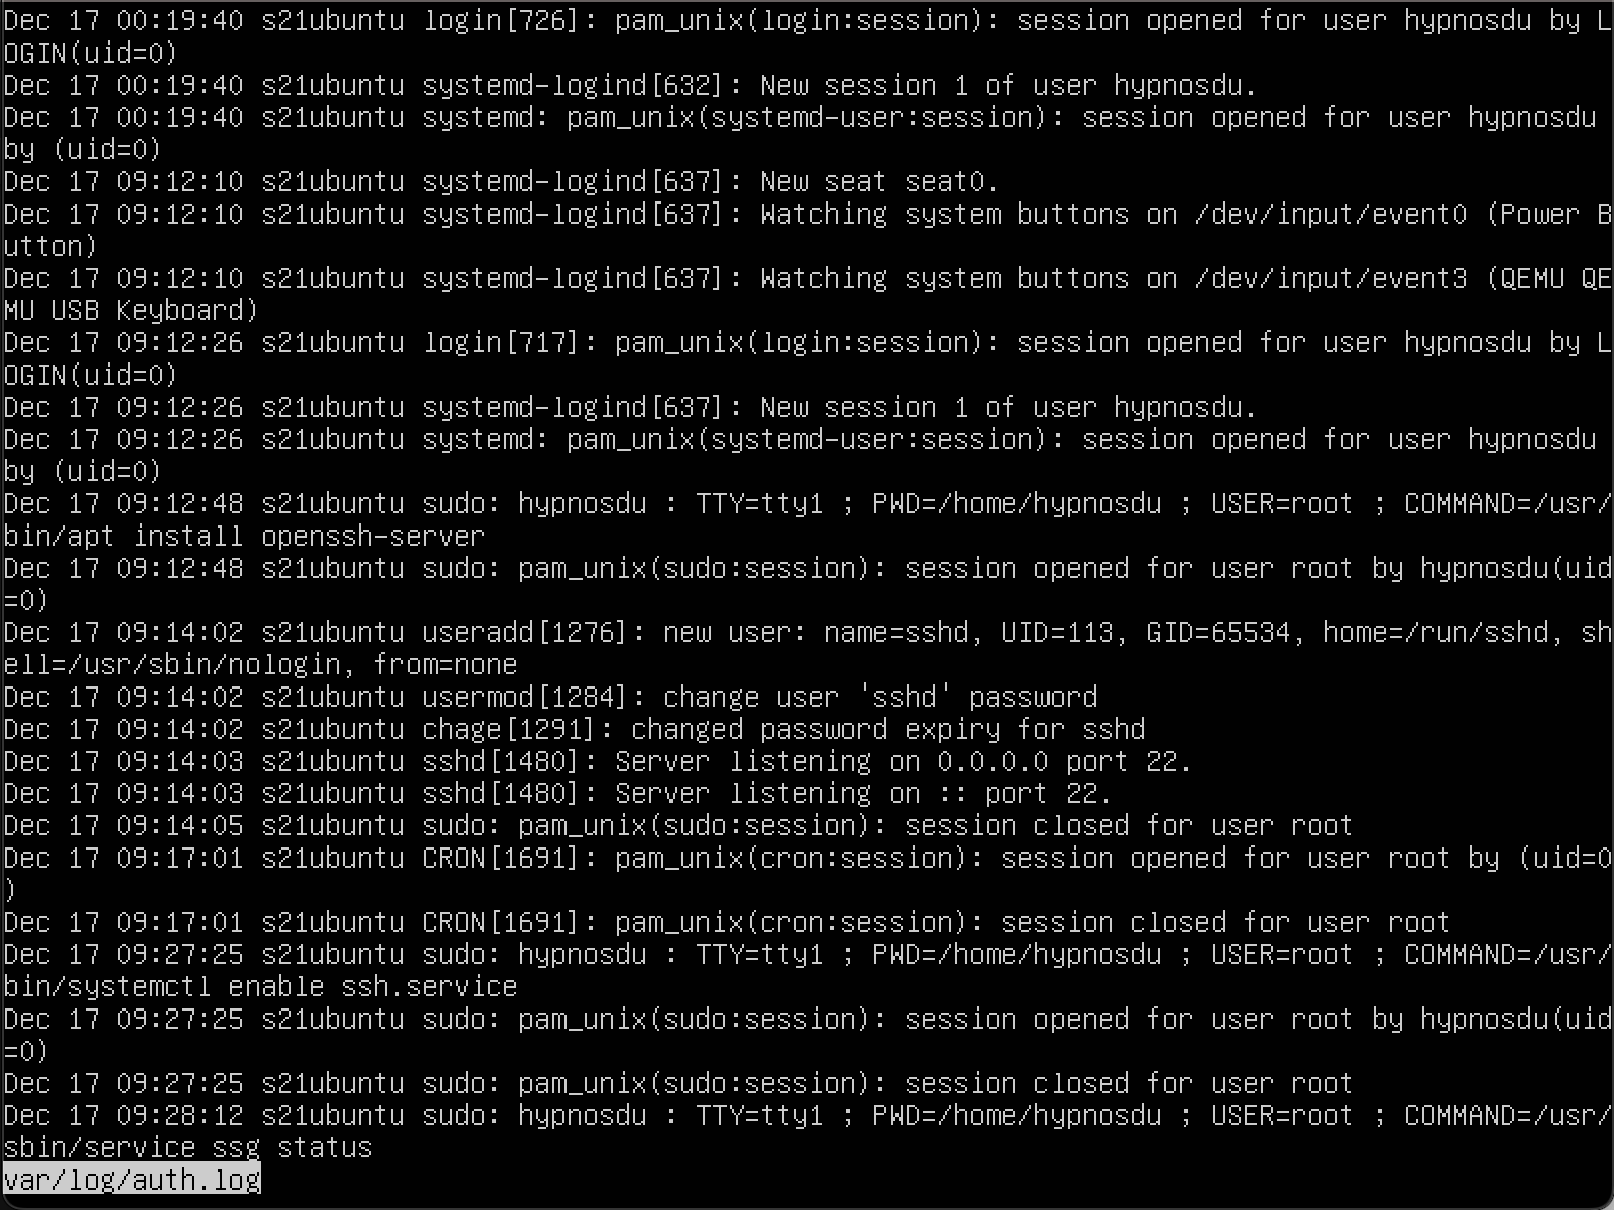 Dec 17 00:19:40 s21ubuntu login[726]: pam_unix(login:session): session opened for user hypnosdu by L
OGIN(uid=0)
Dec 17 00:19:40 s21ubuntu systemd-logind[632]: New session 1 of user hypnosdu.
Dec 17 00:19:40 s21ubuntu systemd: pam_unix(systemd-user:session): session opened for user hypnosdu
by (uid=0)
Dec 17 09:12:10 s21ubuntu systemd-logind[637]: New seat seat0.
Dec 17 09:12:10 s21ubuntu systemd-logind[637]: Watching system buttons on /dev/input/event0 (Power B
utton)
Dec 17 09:12:10 s21ubuntu systemd-logind[637]: Watching system buttons on /dev/input/event3 (QEMU QE
MU USB Keyboard)
Dec 17 09:12:26 s21ubuntu login[717]: pam_unix(login:session): session opened for user hypnosdu by L
OGIN(uid=0)
Dec 17 09:12:26 s21ubuntu systemd-logind[637]: New session 1 of user hypnosdu.
Dec 17 09:12:26 s21ubuntu systemd: pam_unix(systemd-user:session): session opened for user hypnosdu
by (uid=0)
Dec 17 09:12:48 s21ubuntu sudo: hypnosdu : TTY=tty1 ; PWD=/home/hypnosdu ; USER=root ; COMMAND=/usr/
bin/apt install openssh-server
Dec 17 09:12:48 s21ubuntu sudo: pam_unix(sudo:session): session opened for user root by hypnosdu(uid
=0)
Dec 17 09:14:02 s21ubuntu useradd[1276]: new user: name=sshd, UID=113, GID=65534, home=/run/sshd, sh
ell=/usr/sbin/nologin, from=none
Dec 17 09:14:02 s21ubuntu usermod[1284]: change user 'sshd' password
Dec 17 09:14:02 s21ubuntu chage[1291]: changed password expiry for sshd
Dec 17 09:14:03 s21ubuntu sshd[1480]: Server listening on 0.0.0.0 port 22.
Dec 17 09:14:03 s21ubuntu sshd[1480]: Server listening on :: port 22.
Dec 17 09:14:05 s21ubuntu sudo: pam_unix(sudo:session): session closed for user root
Dec 17 09:17:01 s21ubuntu CRON[1691]: pam_unix(cron:session): session opened for user root by (uid=0
)
Dec 17 09:17:01 s21ubuntu CRON[1691]: pam_unix(cron:session): session closed for user root
Dec 17 09:27:25 s21ubuntu sudo: hypnosdu : TTY=tty1 ; PWD=/home/hypnosdu ; USER=root ; COMMAND=/usr/
bin/systemctl enable ssh.service
Dec 17 09:27:25 s21ubuntu sudo: pam_unix(sudo:session): session opened for user root by hypnosdu(uid
=0)
Dec 17 09:27:25 s21ubuntu sudo: pam_unix(sudo:session): session closed for user root
Dec 17 09:28:12 s21ubuntu sudo: hypnosdu : TTY=tty1 ; PWD=/home/hypnosdu ; USER=root ; COMMAND=/usr/
sbin/service ssg status
var/log/auth.log